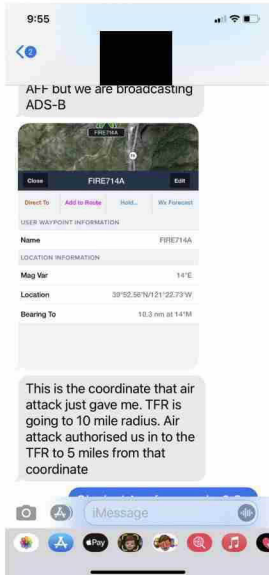 9:55
2
AFF but we are broadcasting
ADS-B
FIRE714A
Close FIRE714A Edit
Direct To Add to Route Hold... Wx Forecast
USER WAYPOINT INFORMATION
Name FIRE714A
LOCATION INFORMATION
Mag Var 14°E
Location 39°52.56'N/121°22.73'W
Bearing To 10.3 nm at 14°M
This is the coordinate that air
attack just gave me. TFR is
going to 10 mile radius. Air
attack authorised us in to the
TFR to 5 miles from that
coordinate
iMessage
Pay